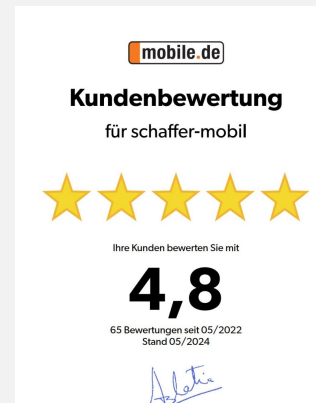 mobile.de
Kundenbewertung
für schaffer-mobil
Ihre Kunden bewerten Sie mit
4,8
65 Bewertungen seit 05/2022
Stand 05/2024